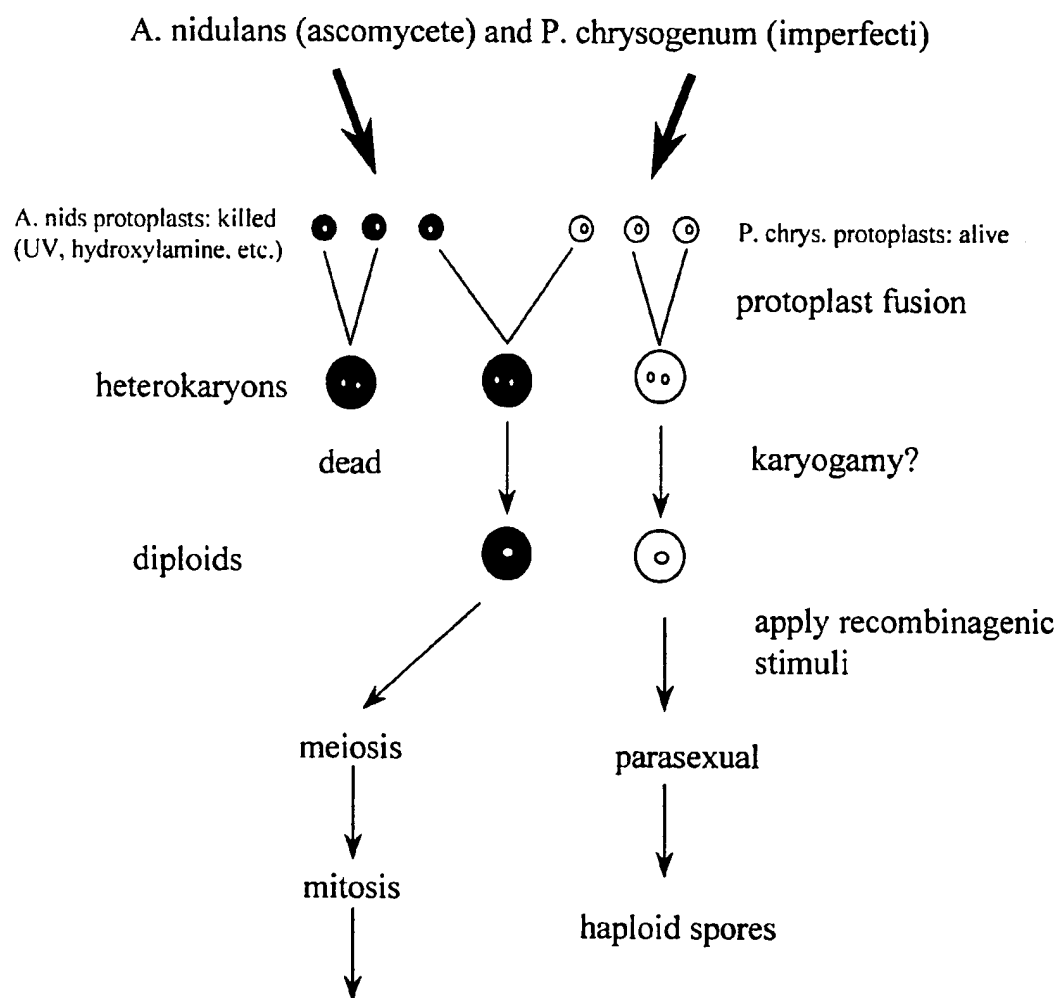 A. nidulans (ascomycete) and P. chrysogenum (imperfecti)
A. nids protoplasts: killed
(UV, hydroxylamine. etc.)
P. chrys. protoplasts: alive
protoplast fusion
heterokaryons
dead
karyogamy?
diploids
apply recombinagenic
stimuli
meiosis
parasexual
mitosis
haploid spores